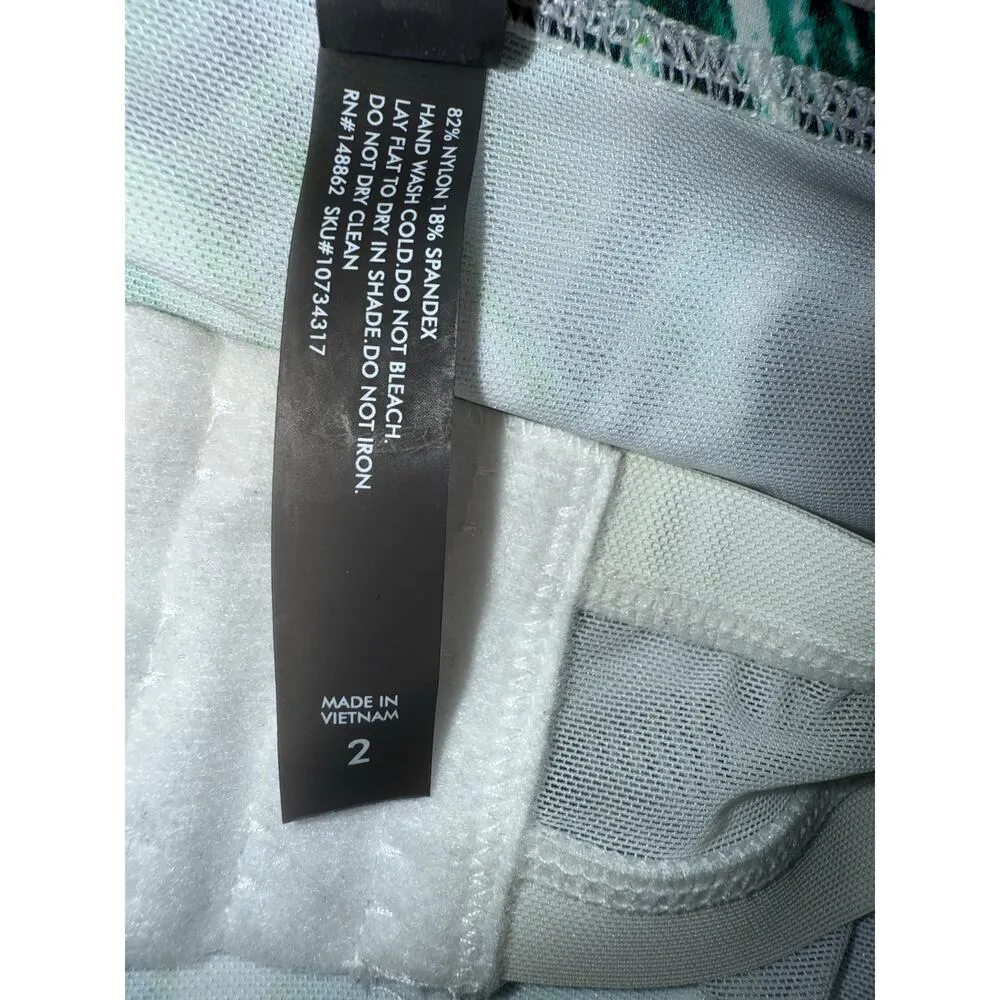 82% NYLON 18% SPANDEX
HAND WASH COLD.DO NOT BLEACH.
LAY FLAT TO DRY IN SHADE.DO NOT IRON.
DO NOT DRY CLEAN
RN#148862 SKU#10734317
MADE IN
VIETNAM
2